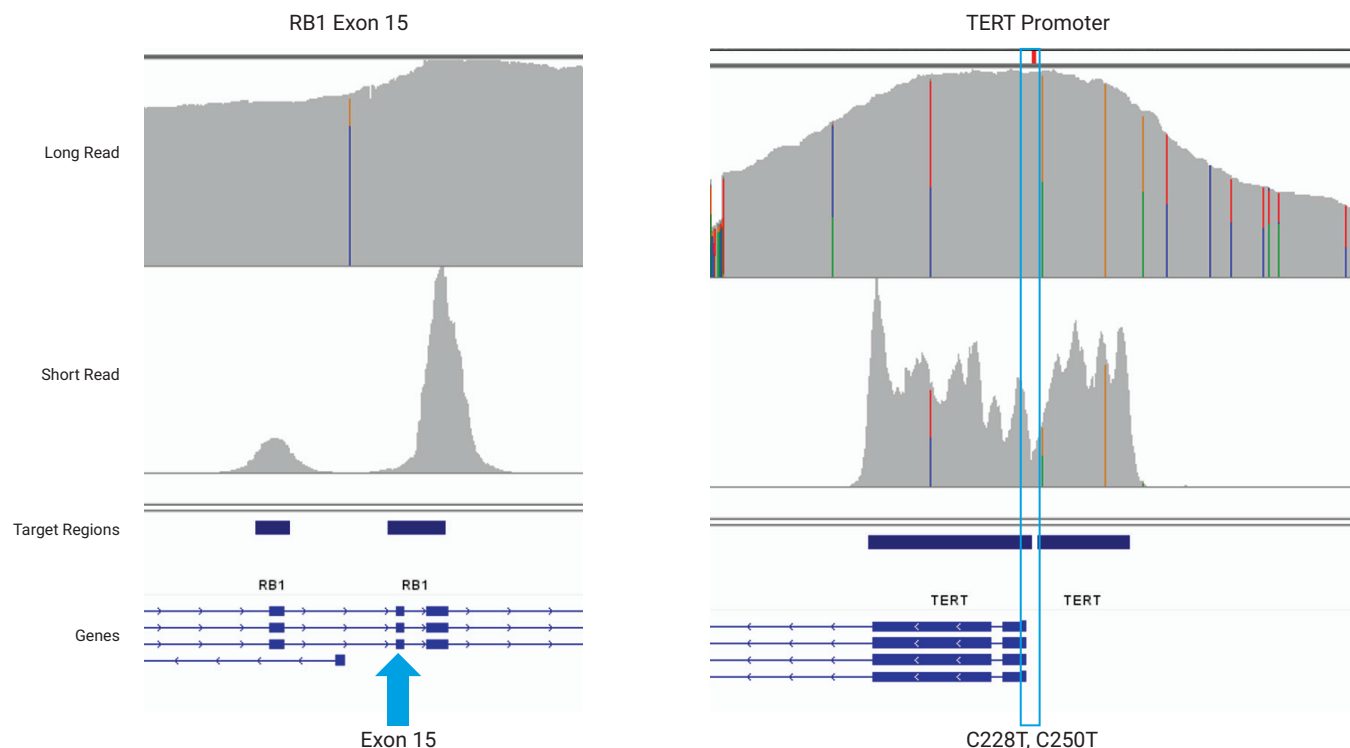 RB1 Exon 15
TERT Promoter
Long Read
Short Read
Target Regions
RB1
RB1
TERT
TERT
Genes
Exon 15
C228T, C250T